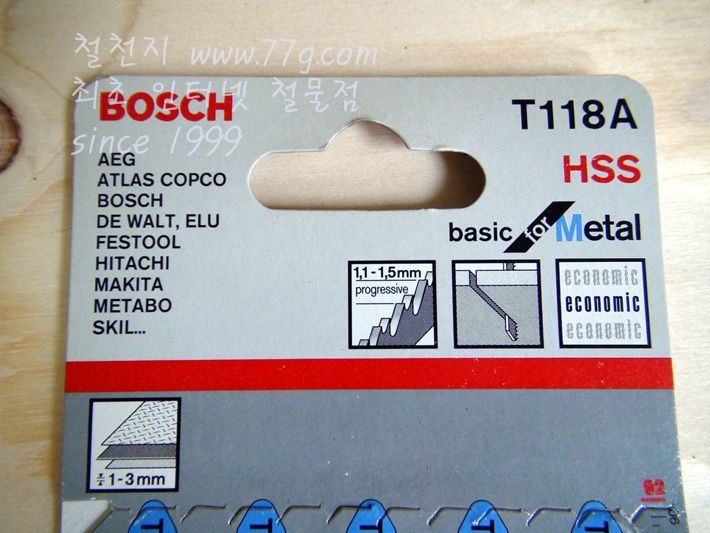 철천지 www.77g.com
최초 인터넷 철물점
since 1999
BOSCH
T118A
HSS
basic for Metal
AEG
ATLAS COPCO
BOSCH
DE WALT, ELU
FESTOOL
HITACHI
MAKITA
METABO
SKIL...
1,1-1,5mm
progressive
economic
economic
economic
1-3mm
92
T
T
T
T
T